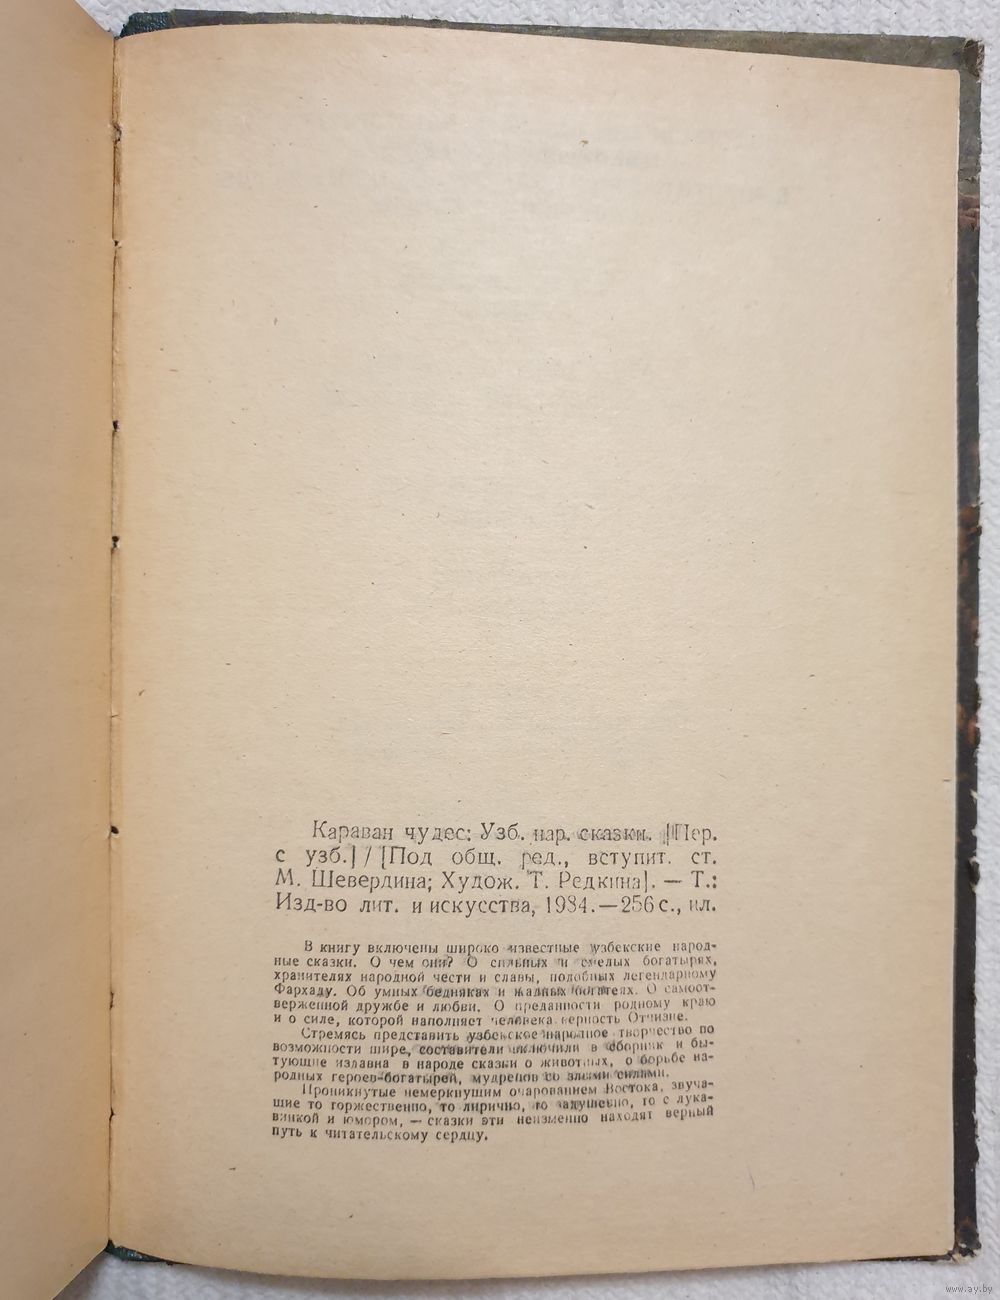 Караван чудес: Узб. нар. сказки. [Пер.
с узб.] / [Под общ. ред., вступит. ст.
М. Шевердина; Худож. Т. Редкина]. — Т.:
Изд-во лит. и искусства, 1984. — 256 с., ил.
В книгу включены широко известные узбекские народ-
ные сказки. О чем они? О сильных и смелых богатырях,
хранителях народной чести и славы, подобных легендарному
Фархаду. Об умных бедняках и жадных богатеях. О самоот-
верженной дружбе и любви. О преданности родному краю
и о силе, которой наполняет человека верность Отчизне.
Стремясь представить узбекское народное творчество по
возможности шире, составители включили в сборник и бы-
тующие издавна в народе сказки о животных, о борьбе на-
родных героев-богатырей, мудрецов со злыми силами.
Проникнутые немеркнущим очарованием Востока, звуча-
щие то торжественно, то лирично, то задушевно, то с лука-
винкой и юмором, — сказки эти неизменно находят верный
путь к читательскому сердцу.
www.ay.by